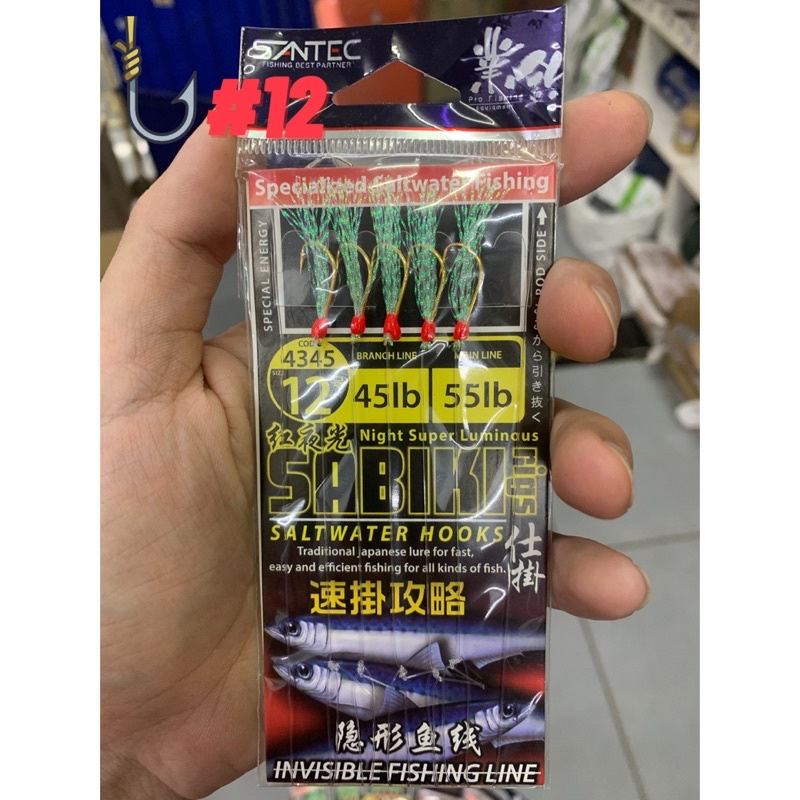 SANTEC
FISHING BEST PARTNER
Pro Fishing
#12
Specialized Saltwater Fishing
SPECIAL ENERGY
ROD SIDE
から引き抜く
4345
BRANCH LINE
MAIN LINE
12
45lb
55lb
紅夜光 Night Super Luminous
SABIKI rigs
SALTWATER HOOKS
仕掛
Traditional Japanese lure for fast,
easy and efficient fishing for all kinds of fish.
速掛攻略
隐形鱼线
INVISIBLE FISHING LINE